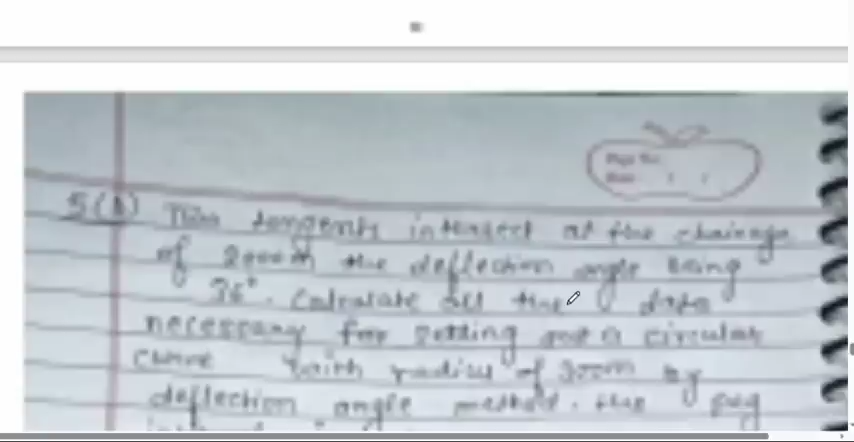 5(b) Two tangents intersect at the chainage
of the deflection angle being
36°. Calculate all the data
necessary for setting out a circular
curve with radius of 300m by
deflection angle method. the peg